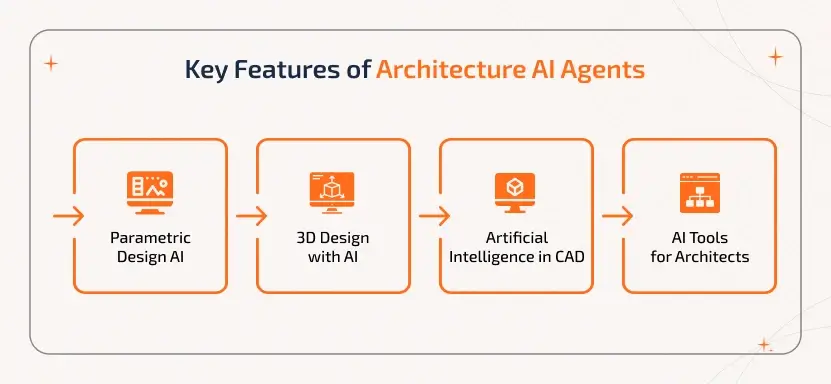 Key Features of Architecture AI Agents
Parametric
Design AI
3D Design
with AI
Artificial
Intelligence in CAD
AI Tools
for Architects